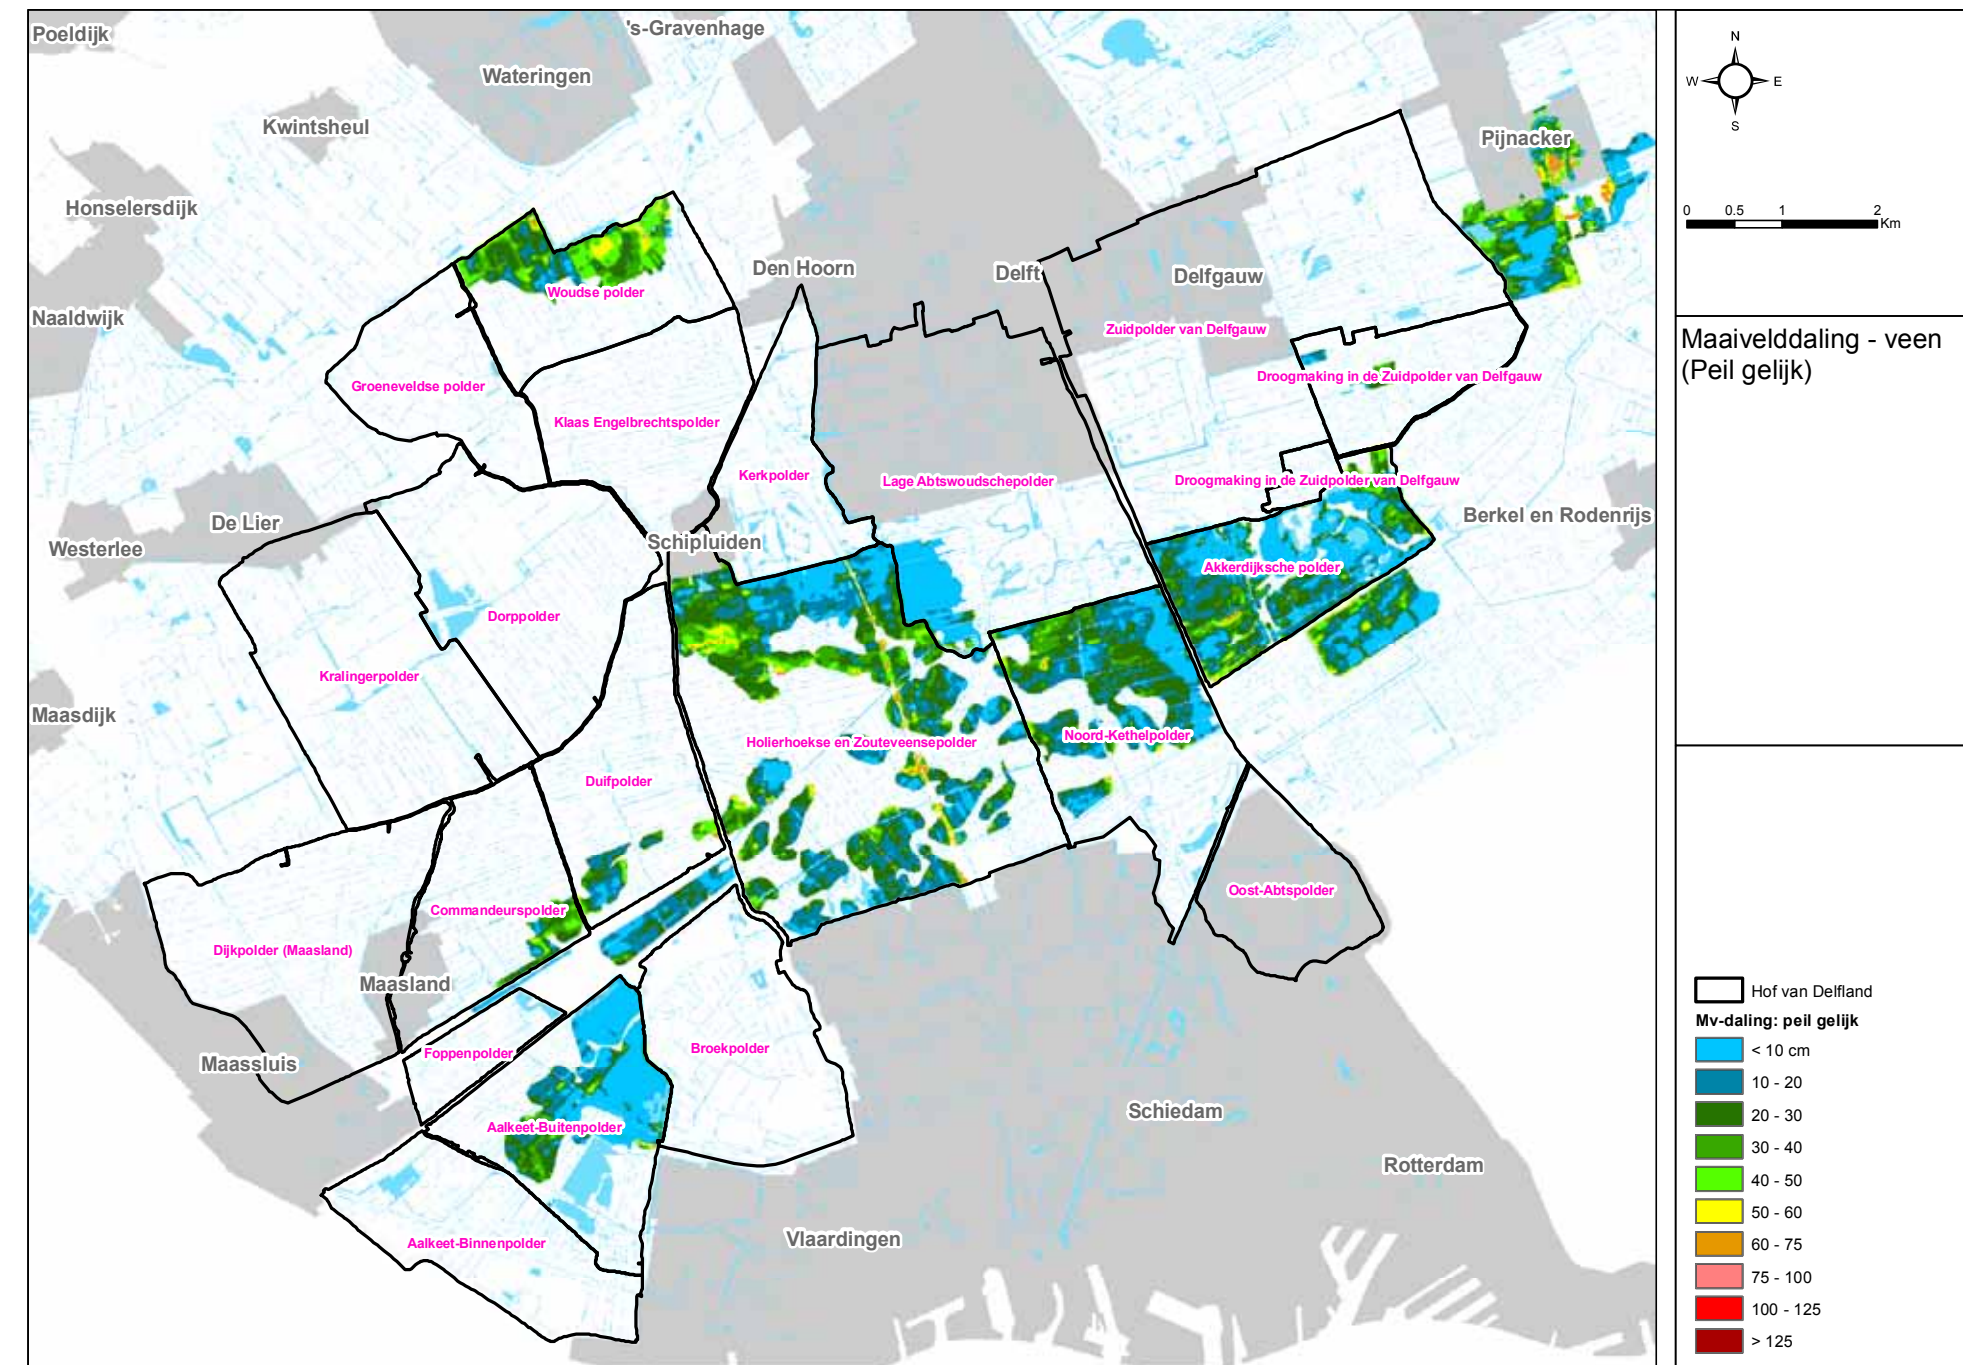 Poeldijk
's-Gravenhage
Wateringen
Kwintsheul
Pijnacker
Honselersdijk
Den Hoorn
Delft
Delfgauw
Woudse polder
Naaldwijk
Zuidpolder van Delfgauw
Groeneveldse polder
Droogmaking in de Zuidpolder van Delfgauw
Klaas Engelbrechtspolder
Kerkpolder
Lage Abtswoudschepolder
Droogmaking in de Zuidpolder van Delfgauw
De Lier
Berkel en Rodenrijs
Westerlee
Schipluiden
Akkerdijksche polder
Dorppolder
Kralingerpolder
Maasdijk
Holierhoekse en Zouteveensepolder
Noord-Kethelpolder
Duifpolder
Oost-Abtspolder
Commandeurspolder
Dijkpolder (Maasland)
Maasland
Foppenpolder
Broekpolder
Maassluis
Schiedam
Aalkeet-Buitenpolder
Rotterdam
Vlaardingen
Aalkeet-Binnenpolder
N
W E
S
0 0.5 1 2
Km
Maaivelddaling - veen
(Peil gelijk)
Hof van Delfland
Mv-daling: peil gelijk
< 10 cm
10 - 20
20 - 30
30 - 40
40 - 50
50 - 60
60 - 75
75 - 100
100 - 125
> 125